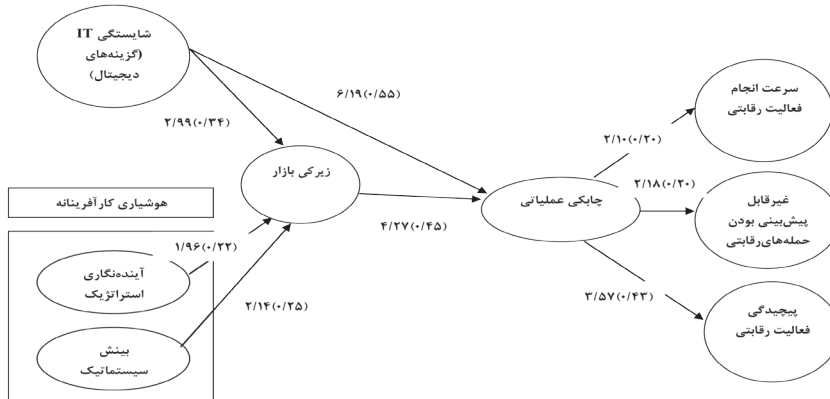 شایستگی IT
(گزینه‌های
دیجیتال)
۶/۱۹(۰/۵۵)
۲/۹۹(۰/۳۴)
زیرکی بازار
هوشیاری کارآفرینانه
۱/۹۶(۰/۲۲)
آینده‌نگاری
استراتژیک
۲/۱۴(۰/۲۵)
بینش
سیستماتیک
۴/۲۷(۰/۴۵)
چابکی عملیاتی
۲/۱۰(۰/۲۰)
سرعت انجام
فعالیت رقابتی
۲/۱۸(۰/۲۰)
غیرقابل
پیش‌بینی بودن
حمله‌های‌رقابتی
۳/۵۷(۰/۴۳)
پیچیدگی
فعالیت رقابتی